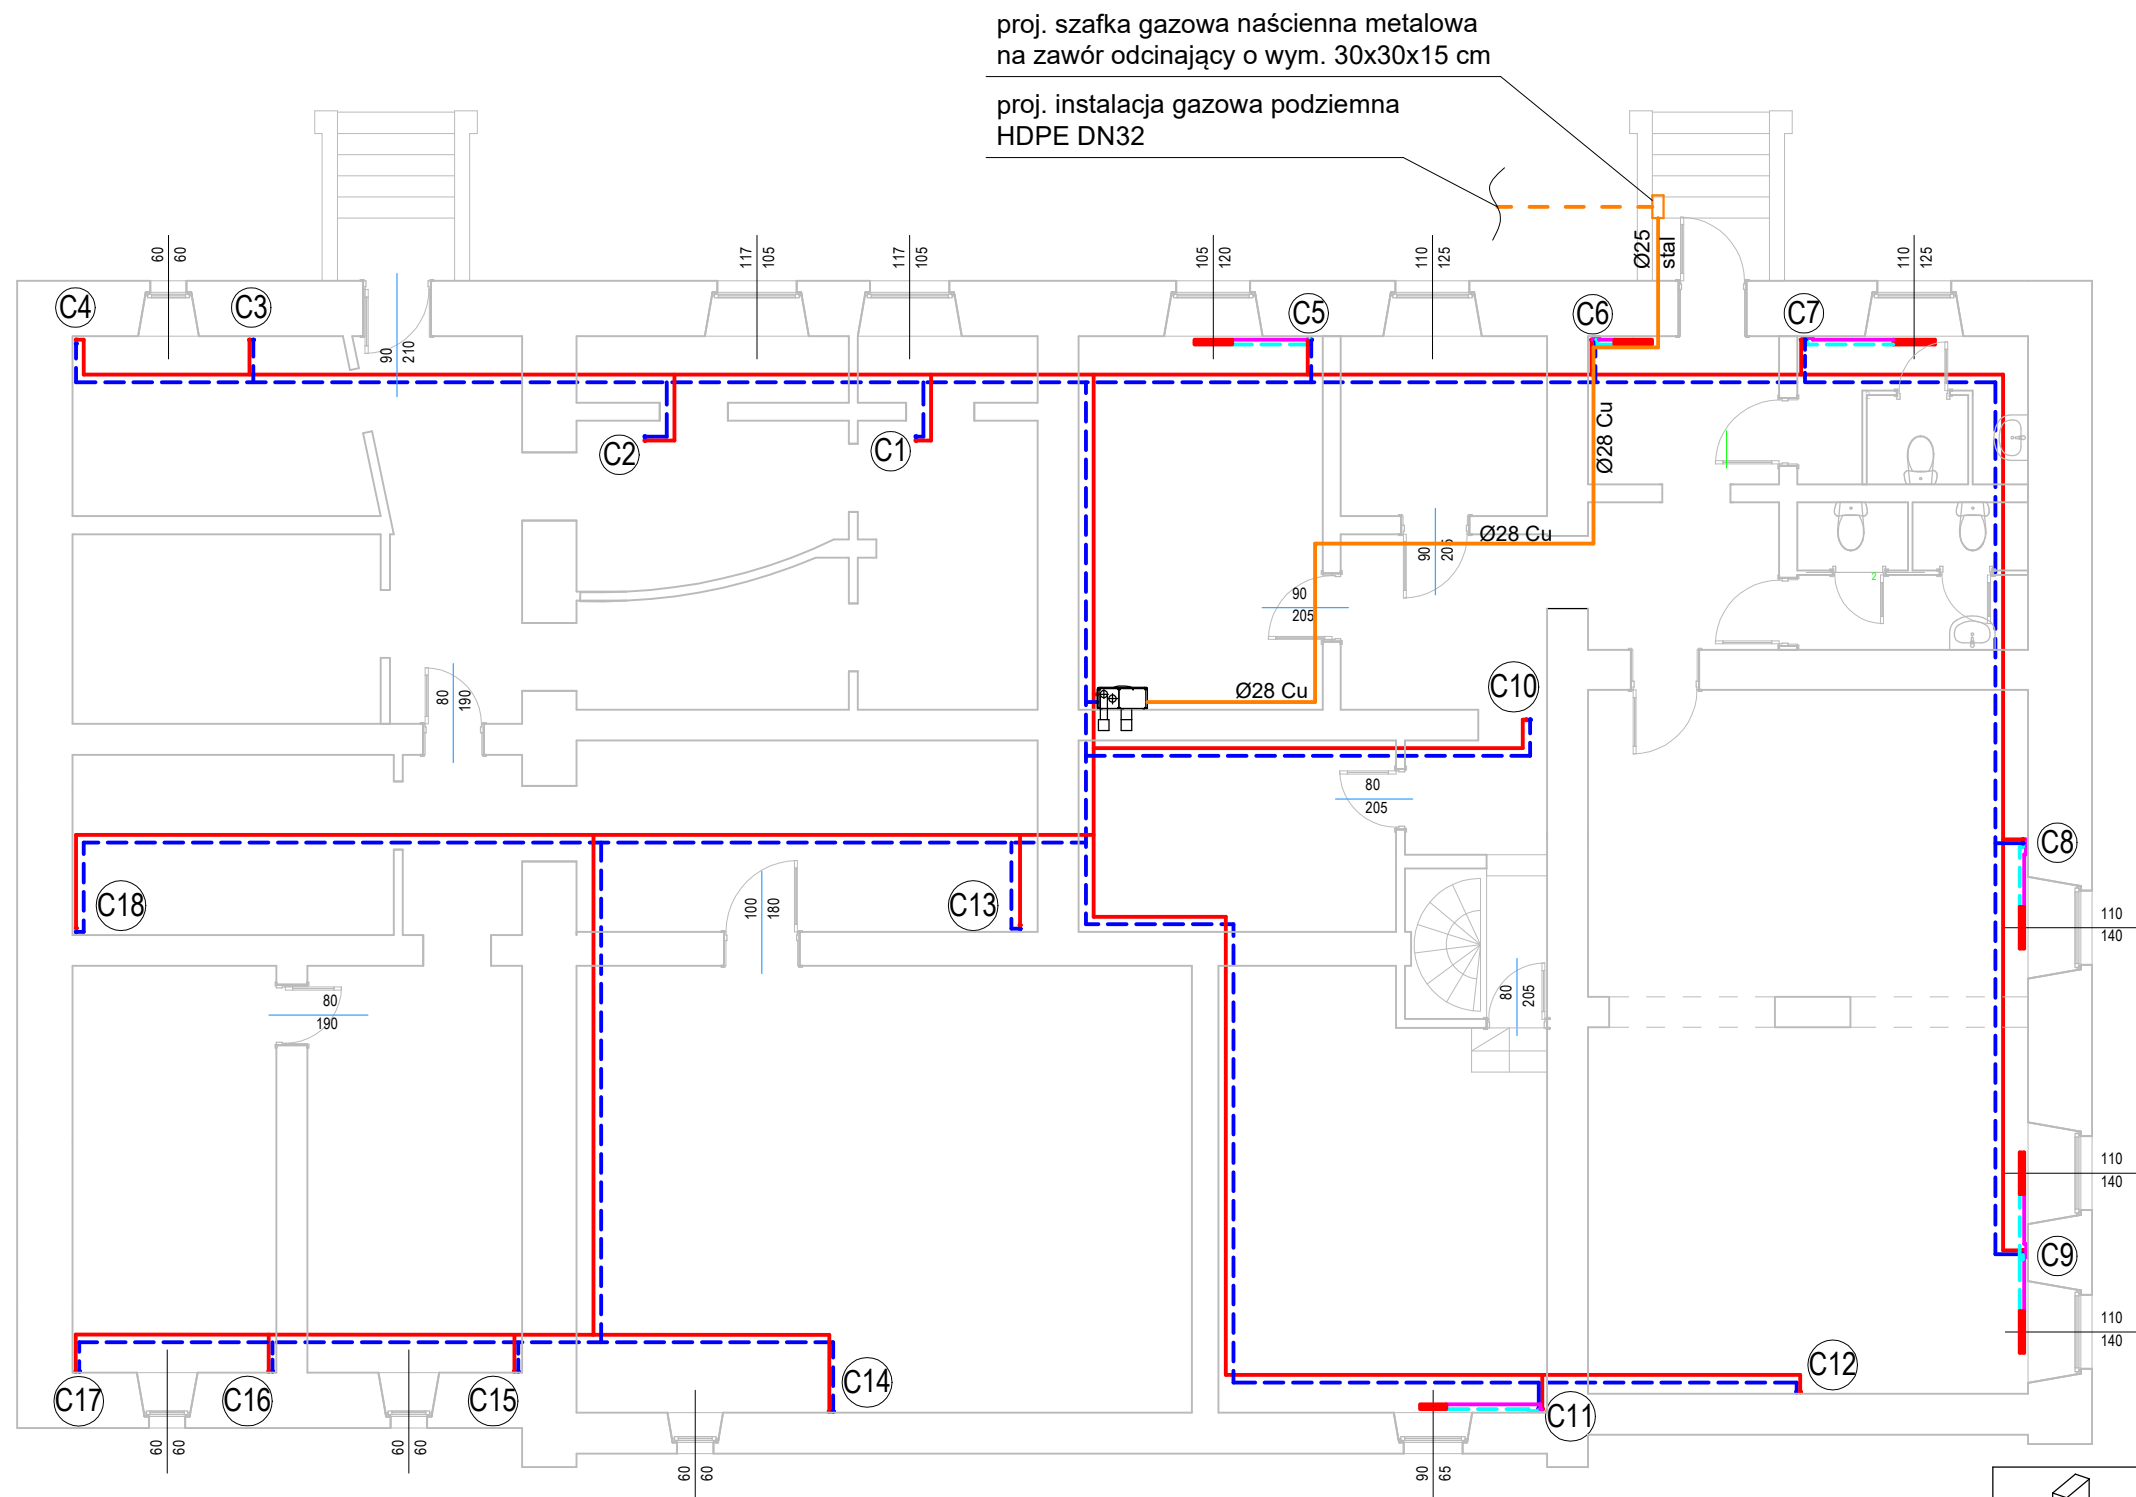 proj. szafka gazowa naścienna metalowa
na zawór odcinający o wym. 30x30x15 cm
proj. instalacja gazowa podziemna
HDPE DN32
Ø25
stal
60
60
117
105
117
105
105
120
110
125
110
125
C4
C3
C5
C6
C7
90
210
C2
C1
Ø28 Cu
Ø28 Cu
90
205
90
205
2
80
190
Ø28 Cu
C10
80
205
C8
C18
C13
100
180
110
140
80
190
80
205
110
140
C9
110
140
C12
C17
C16
C15
C14
C11
60
60
60
60
60
60
90
65